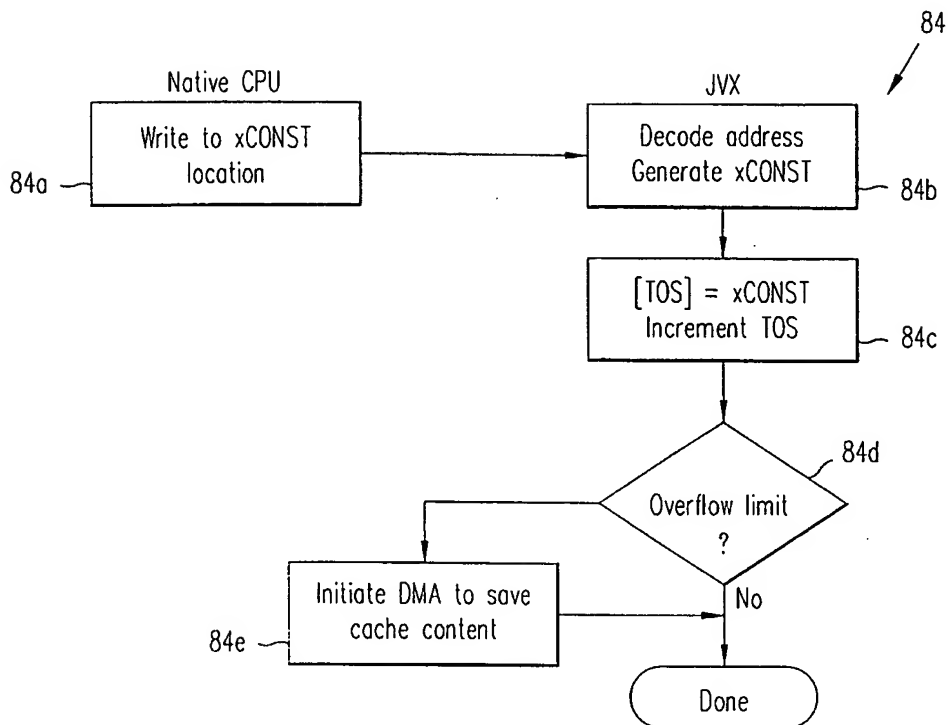 84
Native CPU
JVX
Write to xCONST
location
84a
Decode address
Generate xCONST
84b
[TOS] = xCONST
Increment TOS
84c
84d
Overflow limit
?
Initiate DMA to save
cache content
84e
No
Done